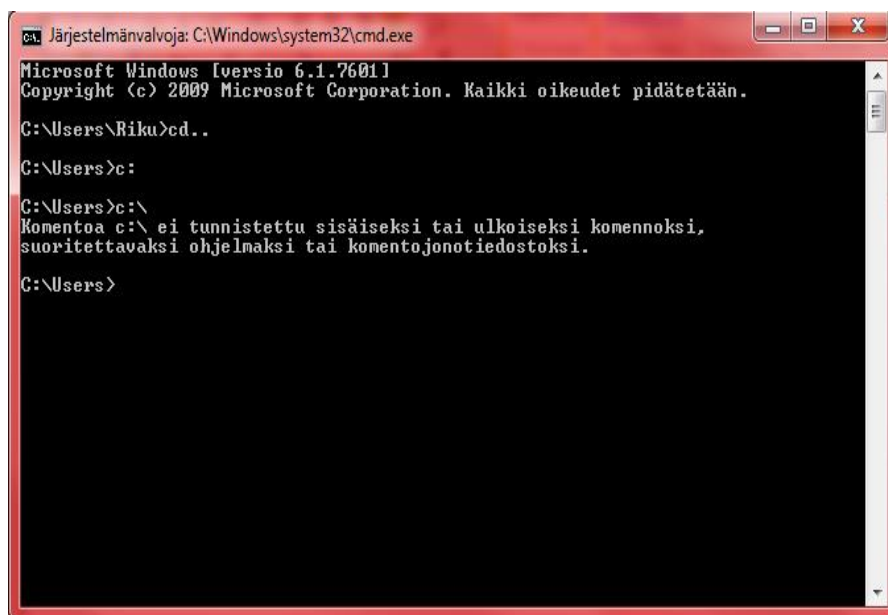 Järjestelmänvalvoja: C:\Windows\system32\cmd.exe
Microsoft Windows [versio 6.1.7601]
Copyright (c) 2009 Microsoft Corporation. Kaikki oikeudet pidätetään.
C:\Users\Riku>cd..
C:\Users>c:
C:\Users>c:\
Komentoa c:\ ei tunnistettu sisäiseksi tai ulkoiseksi komennoksi,
suoritettavaksi ohjelmaksi tai komentojonotiedostoksi.
C:\Users>